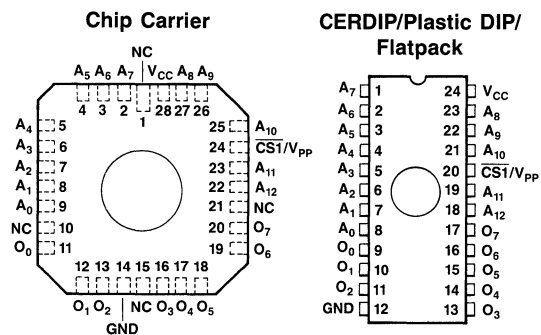 Chip Carrier
NC
A5 A6 A7 VCC A8 A9
4 3 2 1 28 27 26
A4 5
A3 6
A2 7
A1 8
A0 9
NC 10
O0 11
25 A10
24 CS1/VPP
23 A11
22 A12
21 NC
20 O7
19 O6
12 13 14 15 16 17 18
O1 O2 NC O3 O4 O5
GND
CERDIP/Plastic DIP/
Flatpack
A7 1 24 VCC
A6 2 23 A8
A5 3 22 A9
A4 4 21 A10
A3 5 20 CS1/VPP
A2 6 19 A11
A1 7 18 A12
A0 8 17 O7
O0 9 16 O6
O1 10 15 O5
O2 11 14 O4
GND 12 13 O3